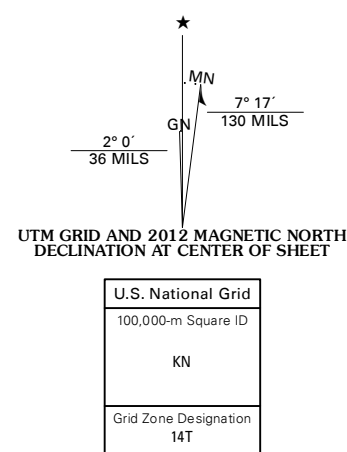 ★
MN
7° 17´
130 MILS
GN
2° 0´
36 MILS
UTM GRID AND 2012 MAGNETIC NORTH
DECLINATION AT CENTER OF SHEET
U.S. National Grid
100,000-m Square ID
KN
Grid Zone Designation
14T